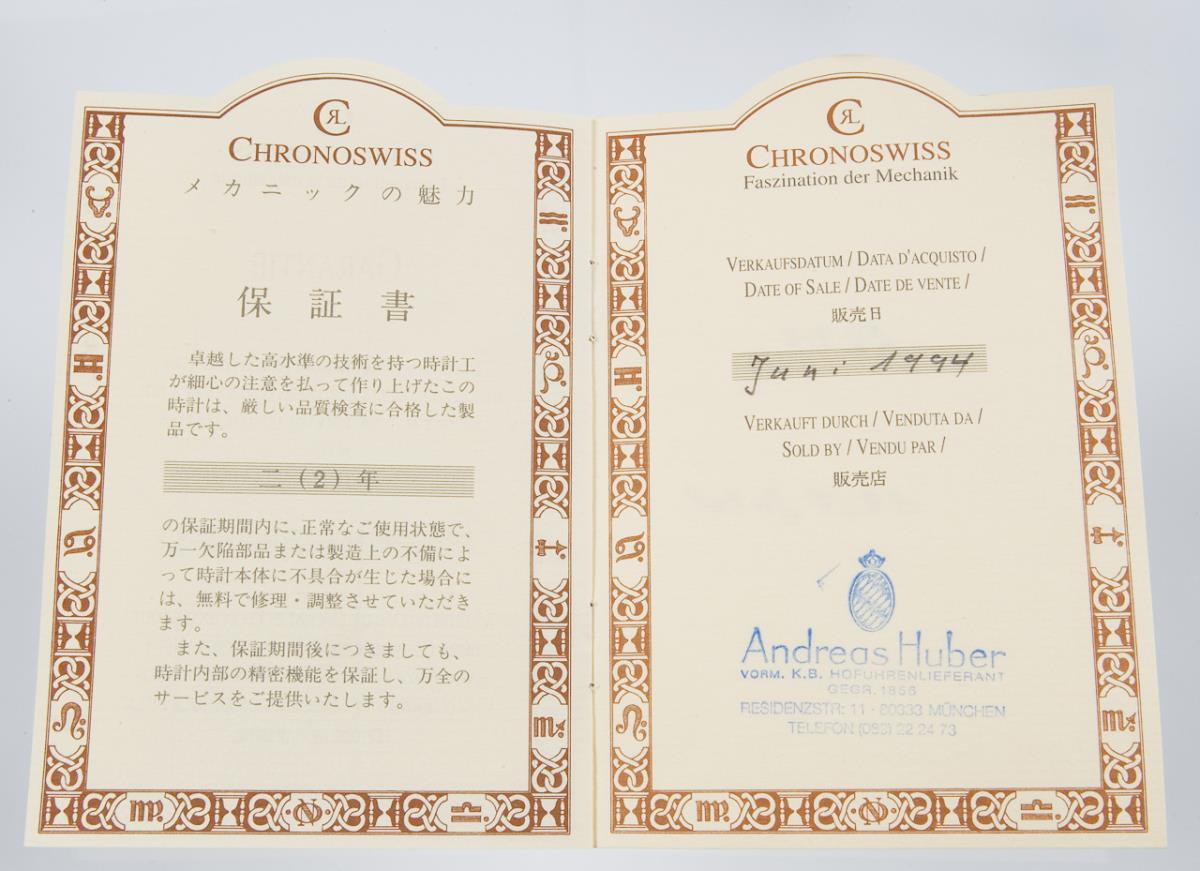 CHRONOSWISS
メカニックの魅力
保証書
卓越した高水準の技術を持つ時計工
が細心の注意を払って作り上げたこの
時計は、厳しい品質検査に合格した製
品です。
二（2）年
の保証期間内に、正常なご使用状態で、
万一欠陥部品または製造上の不備によ
って時計本体に不具合が生じた場合に
は、無料で修理・調整させていただき
ます。
また、保証期間後につきましても、
時計内部の精密機能を保証し、万全の
サービスをご提供いたします。
CHRONOSWISS
Faszination der Mechanik
VERKAUFSDATUM / DATA D'ACQUISTO /
DATE OF SALE / DATE DE VENTE /
販売日
Juni 1994
VERKAUFT DURCH / VENDUTA DA /
SOLD BY / VENDU PAR /
販売店
Andreas Huber
VORM. K.B. HOFUHRENLIEFERANT
GEGR. 1856
RESIDENZSTR. 11 · 80333 MÜNCHEN
TELEFON (089) 22 24 73